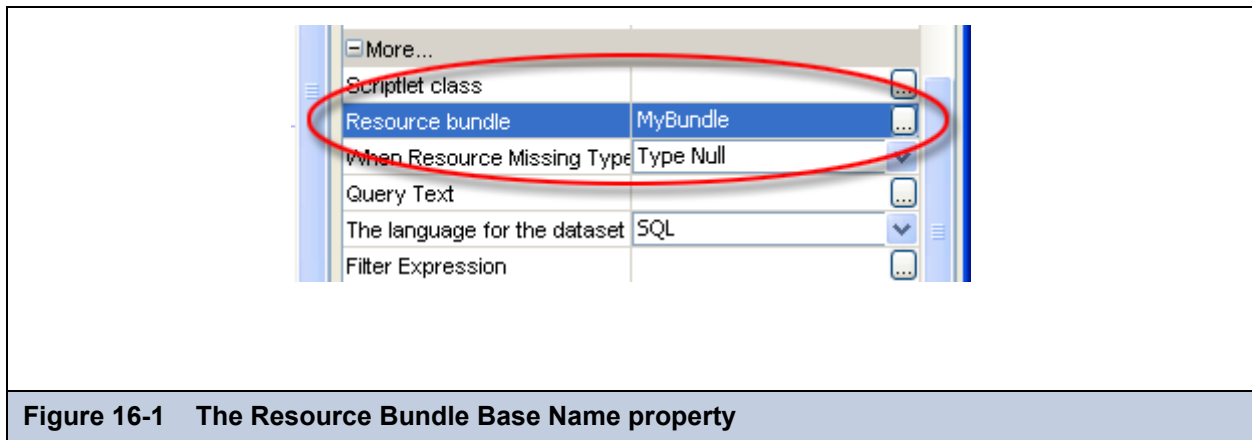 More...
Scriptlet class ...
Resource bundle MyBundle ...
When Resource Missing Type Type Null
Query Text ...
The language for the dataset SQL
Filter Expression ...
Figure 16-1 The Resource Bundle Base Name property